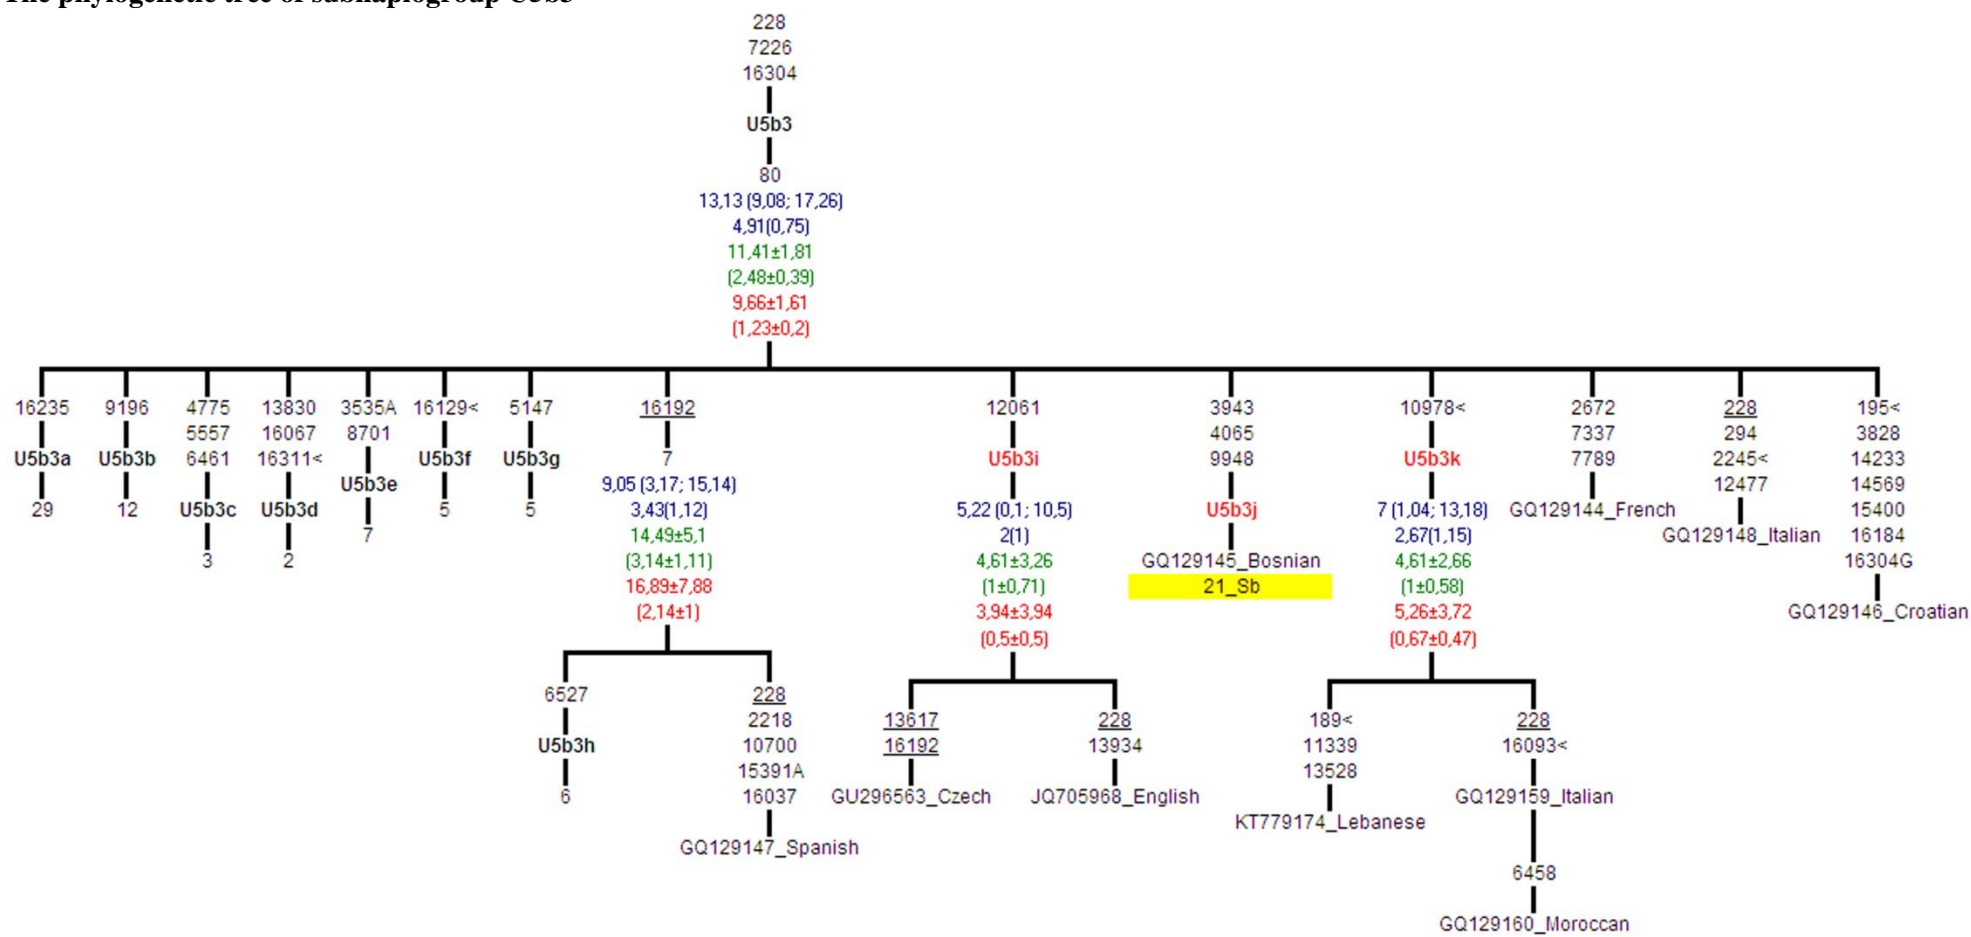 The phylogenetic tree of subhaplogroup U5b3
228
7226
16304
U5b3
80
13,13 (9,08; 17,26)
4,91(0,75)
11,41±1,81
(2,48±0,39)
9,66±1,61
(1,23±0,2)
16235
U5b3a
29
9196
U5b3b
12
4775
5557
6461
U5b3c
3
13830
16067
16311<
U5b3d
2
3535A
8701
U5b3e
7
16129<
U5b3f
5
5147
U5b3g
5
16192
7
9,05 (3,17; 15,14)
3,43(1,12)
14,49±5,1
(3,14±1,11)
16,89±7,88
(2,14±1)
6527
U5b3h
6
228
2218
10700
15391A
16037
GQ129147_Spanish
12061
U5b3i
5,22 (0,1; 10,5)
2(1)
4,61±3,26
(1±0,71)
3,94±3,94
(0,5±0,5)
13617
16192
GU296563_Czech
228
13934
JQ705968_English
3943
4065
9948
U5b3j
GQ129145_Bosnian
21_Sb
10978<
U5b3k
7 (1,04; 13,18)
2,67(1,15)
4,61±2,66
(1±0,58)
5,26±3,72
(0,67±0,47)
189<
11339
13528
KT779174_Lebanese
228
16093<
GQ129159_Italian
6458
GQ129160_Moroccan
2672
7337
7789
GQ129144_French
228
294
2245<
12477
GQ129148_Italian
195<
3828
14233
14569
15400
16184
16304G
GQ129146_Croatian